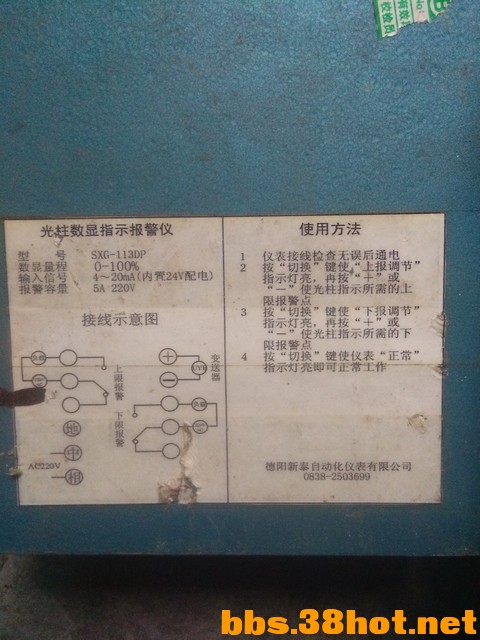 光柱数显指示报警仪
型 号 SXG-113DP
数显量程 0-100%
输入信号 4~20mA(内置24V配电)
报警容量 5A 220V
接线示意图
上限报警
变送器
下限报警
地
中
相
AC220V
使用方法
1 仪表接线检查无误后通电
2 按“切换”键使“上报调节”
指示灯亮,再按“+”或
“-”使光柱指示所需的上
限报警点
3 按“切换”键使“下报调节”
指示灯亮,再按“+”或
“-”使光柱指示所需的下
限报警点
4 按“切换”键使仪表“正常”
指示灯亮即可正常工作
德阳新泰自动化仪表有限公司
0838-2503699
bbs.38hot.net